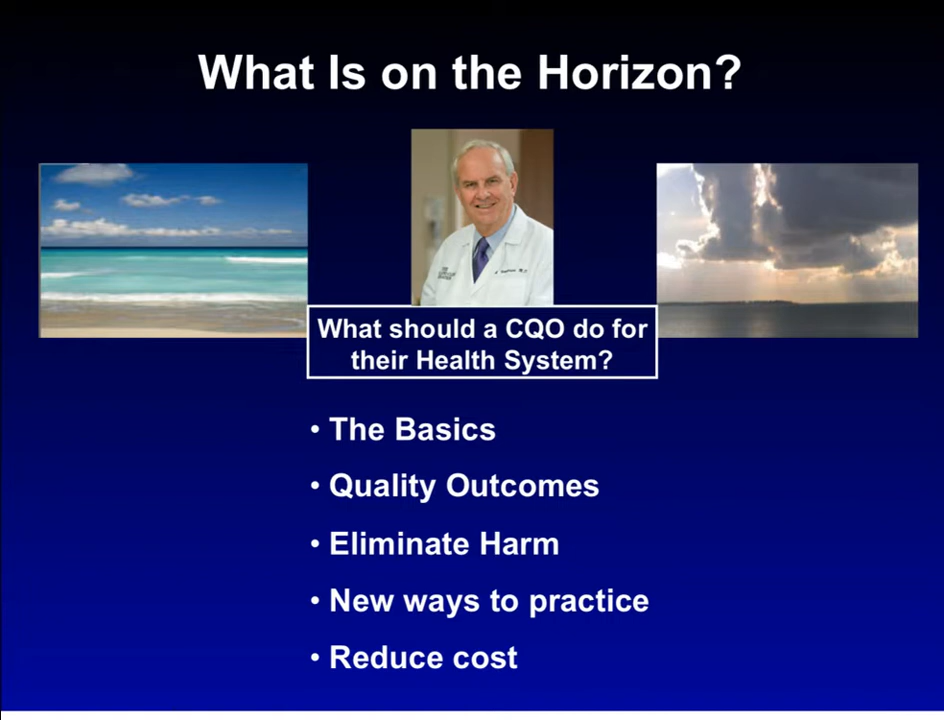 What Is on the Horizon?
What should a CQO do for
their Health System?
• The Basics
• Quality Outcomes
• Eliminate Harm
• New ways to practice
• Reduce cost